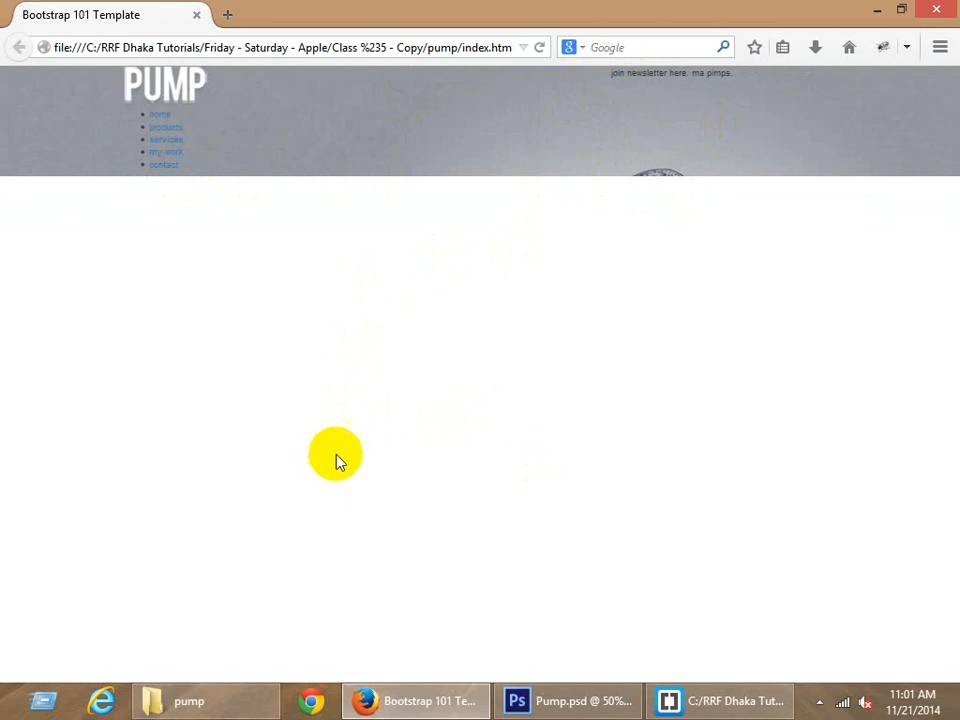 Bootstrap 101 Template
file:///C:/RRF Dhaka Tutorials/Friday - Saturday - Apple/Class %235 - Copy/pump/index.htm
Google
PUMP
join newsletter here. ma pimps.
home
products
services
my work
contact
pump
Bootstrap 101 Te...
Ps
Pump.psd @ 50%...
C:/RRF Dhaka Tut...
11:01 AM
11/21/2014